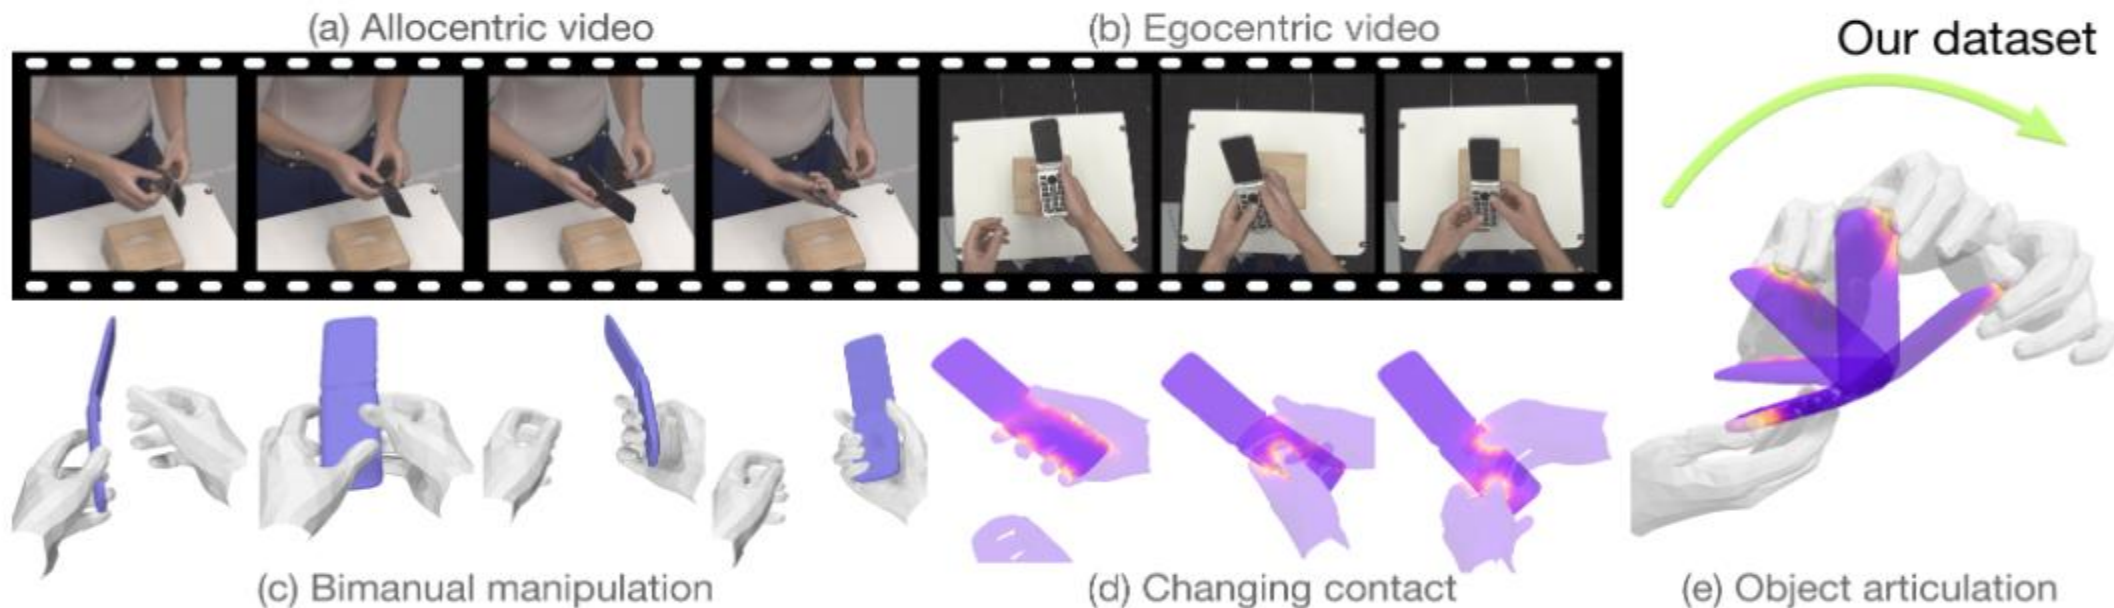 (a) Allocentric video
(b) Egocentric video
Our dataset
(c) Bimanual manipulation
(d) Changing contact
(e) Object articulation